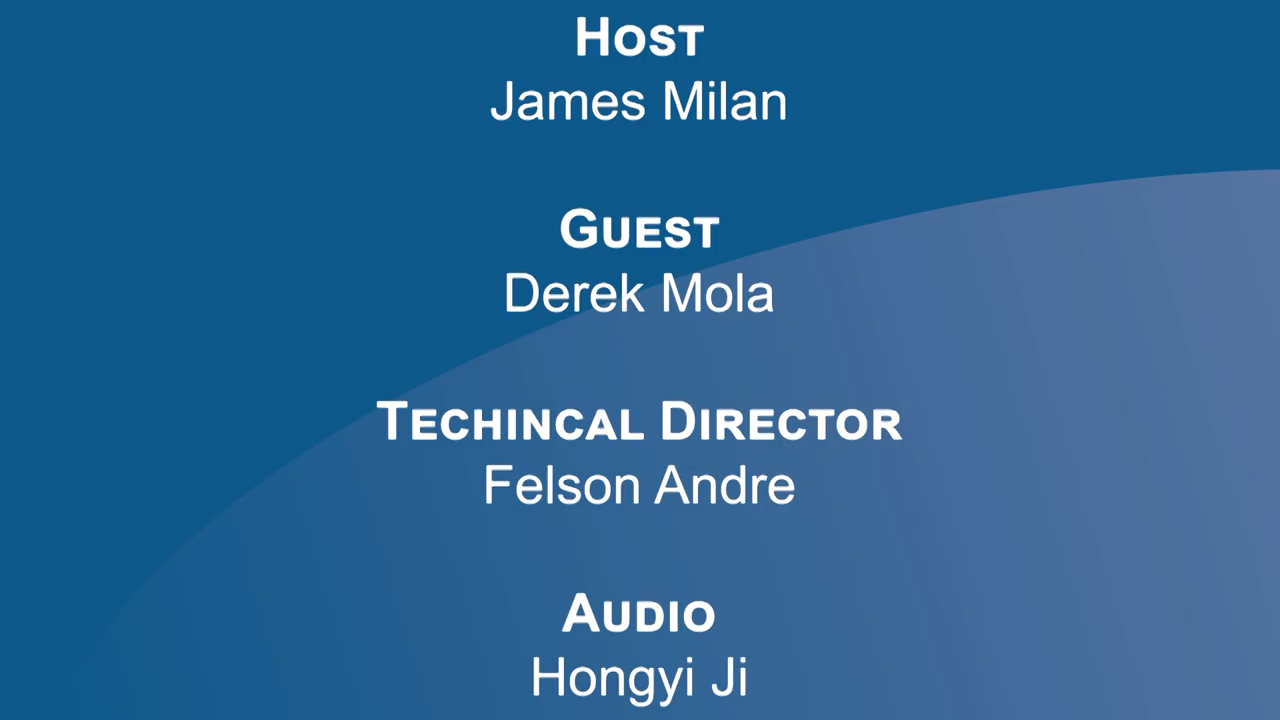 Host
James Milan
Guest
Derek Mola
Techincal Director
Felson Andre
Audio
Hongyi Ji